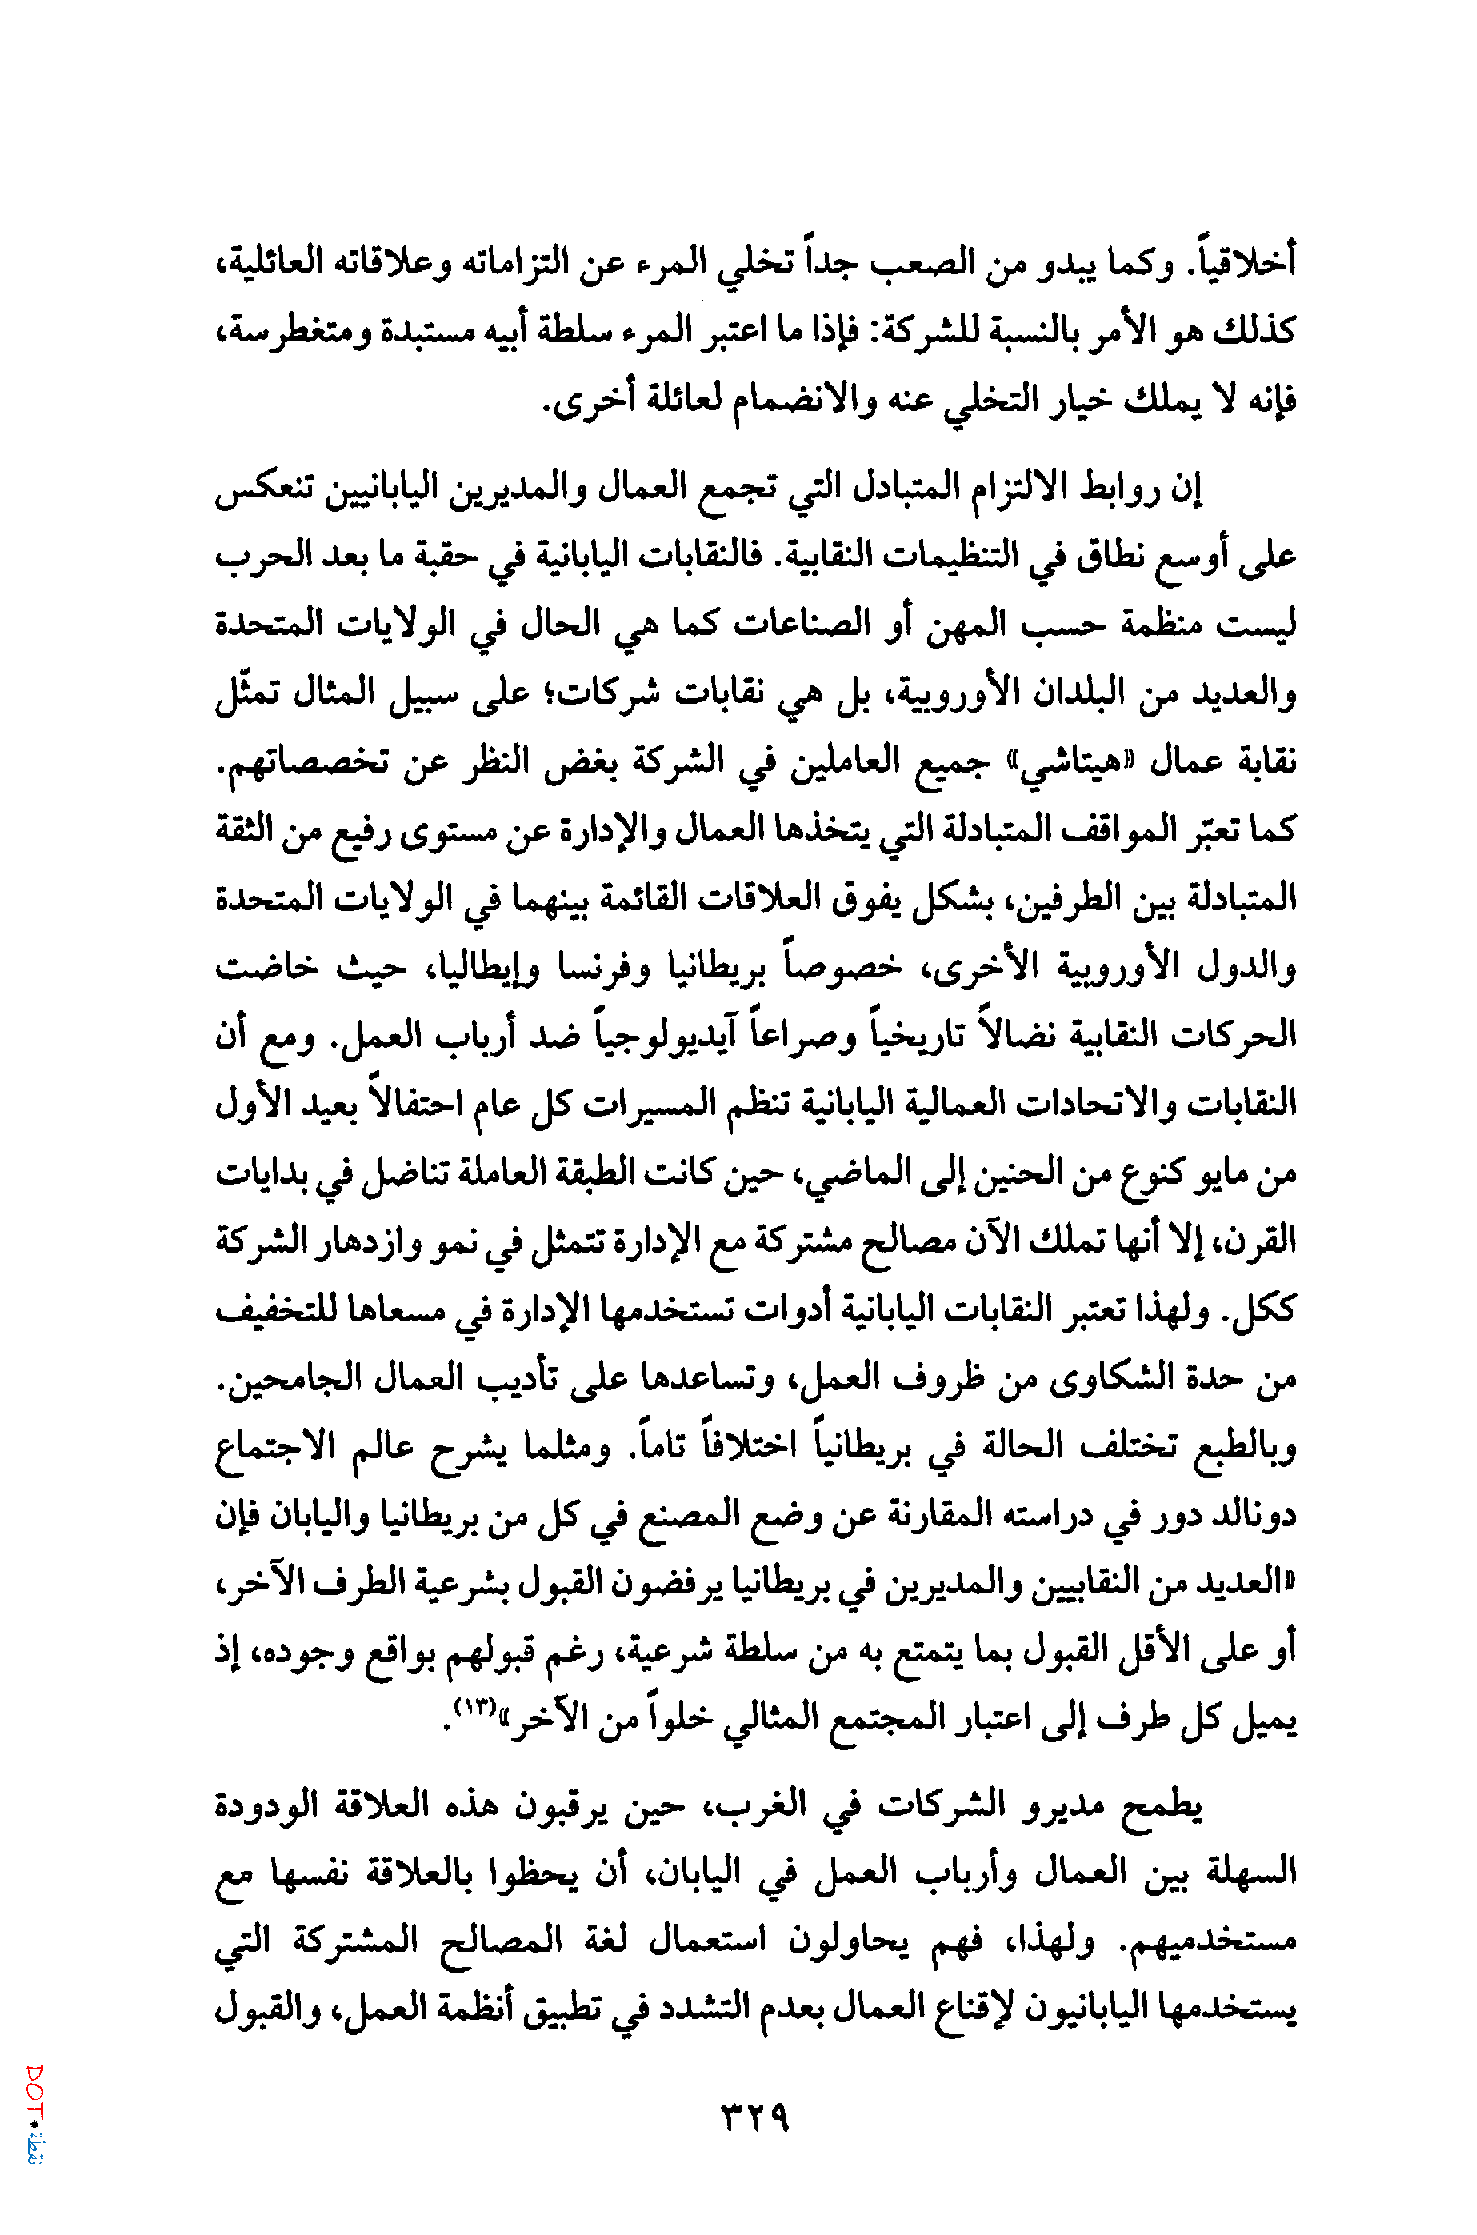 أخلاقياً. وكما يبدو من الصعب جداً تخلي المرء عن التزاماته وعلاقاته العائلية،
كذلك هو الأمر بالنسبة للشركة: فإذا ما اعتبر المرء سلطة أبيه مستبدة ومتغطرسة،
فإنه لا يملك خيار التخلي عنه والانضمام لعائلة أخرى.
إن روابط الالتزام المتبادل التي تجمع العمال والمديرين اليابانيين تنعكس
على أوسع نطاق في التنظيمات النقابية. فالنقابات اليابانية في حقبة ما بعد الحرب
ليست منظمة حسب المهن أو الصناعات كما هي الحال في الولايات المتحدة
والعديد من البلدان الأوروبية، بل هي نقابات شركات؛ على سبيل المثال تمثّل
نقابة عمال «هيتاشي» جميع العاملين في الشركة بغض النظر عن تخصصاتهم.
كما تعبّر المواقف المتبادلة التي يتخذها العمال والإدارة عن مستوى رفيع من الثقة
المتبادلة بين الطرفين، بشكل يفوق العلاقات القائمة بينهما في الولايات المتحدة
والدول الأوروبية الأخرى، خصوصاً بريطانيا وفرنسا وإيطاليا، حيث خاضت
الحركات النقابية نضالاً تاريخياً وصراعاً آيديولوجياً ضد أرباب العمل. ومع أن
النقابات والاتحادات العمالية اليابانية تنظم المسيرات كل عام احتفالاً بعيد الأول
من مايو كنوع من الحنين إلى الماضي، حين كانت الطبقة العاملة تناضل في بدايات
القرن، إلا أنها تملك الآن مصالح مشتركة مع الإدارة تتمثل في نمو وازدهار الشركة
ككل. ولهذا تعتبر النقابات اليابانية أدوات تستخدمها الإدارة في مسعاها للتخفيف
من حدة الشكاوى من ظروف العمل، وتساعدها على تأديب العمال الجامحين.
وبالطبع تختلف الحالة في بريطانياً اختلافاً تاماً. ومثلما يشرح عالم الاجتماع
دونالد دور في دراسته المقارنة عن وضع المصنع في كل من بريطانيا واليابان فإن
«العديد من النقابيين والمديرين في بريطانيا يرفضون القبول بشرعية الطرف الآخر،
أو على الأقل القبول بما يتمتع به من سلطة شرعية، رغم قبولهم بواقع وجوده، إذ
يميل كل طرف إلى اعتبار المجتمع المثالي خلواً من الآخر»(١٣).
يطمح مديرو الشركات في الغرب، حين يرقبون هذه العلاقة الودودة
السهلة بين العمال وأرباب العمل في اليابان، أن يحظوا بالعلاقة نفسها مع
مستخدميهم. ولهذا، فهم يحاولون استعمال لغة المصالح المشتركة التي
يستخدمها اليابانيون لإقناع العمال بعدم التشدد في تطبيق أنظمة العمل، والقبول
٣٢٩
DOT
نقطة